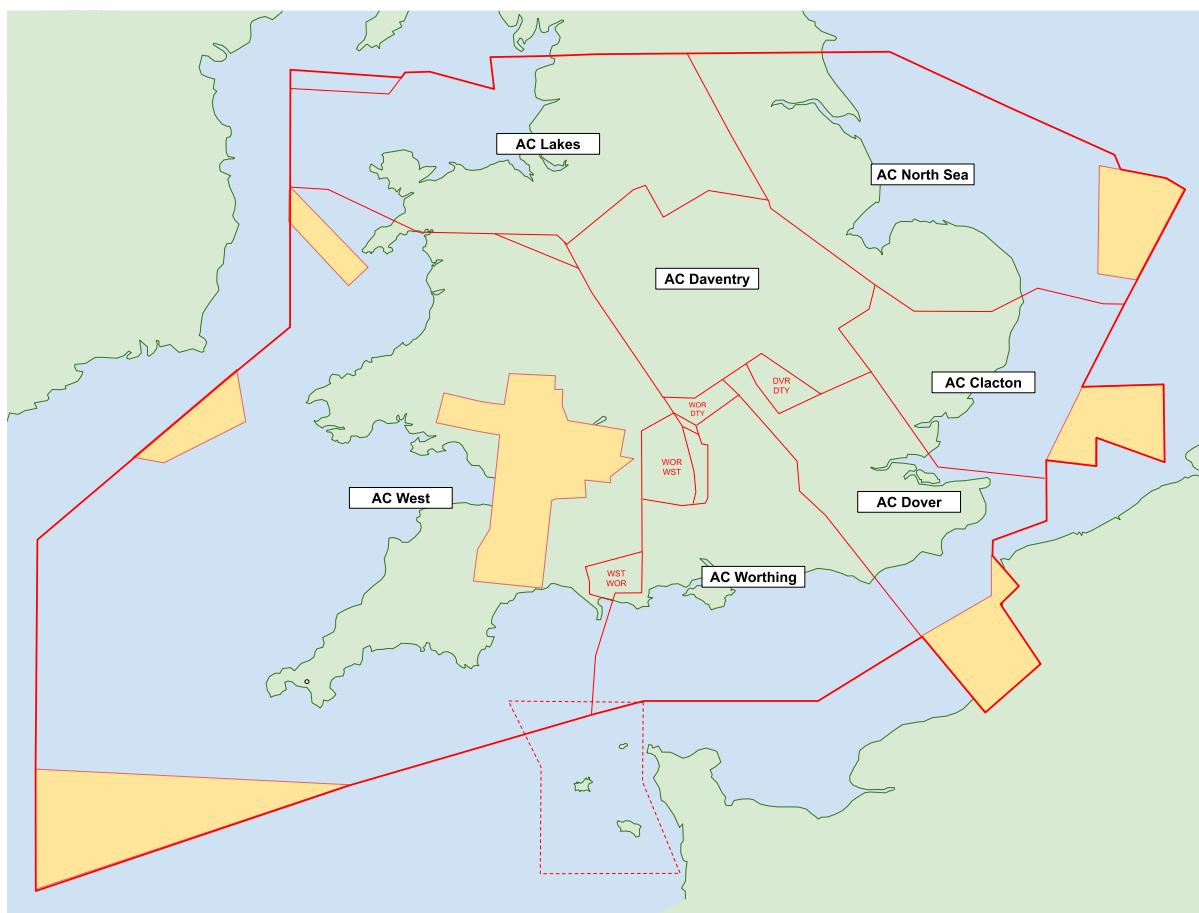 AC Lakes
AC North Sea
AC Daventry
AC Clacton
DVR
DTY
WOR
DTY
WOR
WST
AC West
AC Dover
WST
WOR
AC Worthing